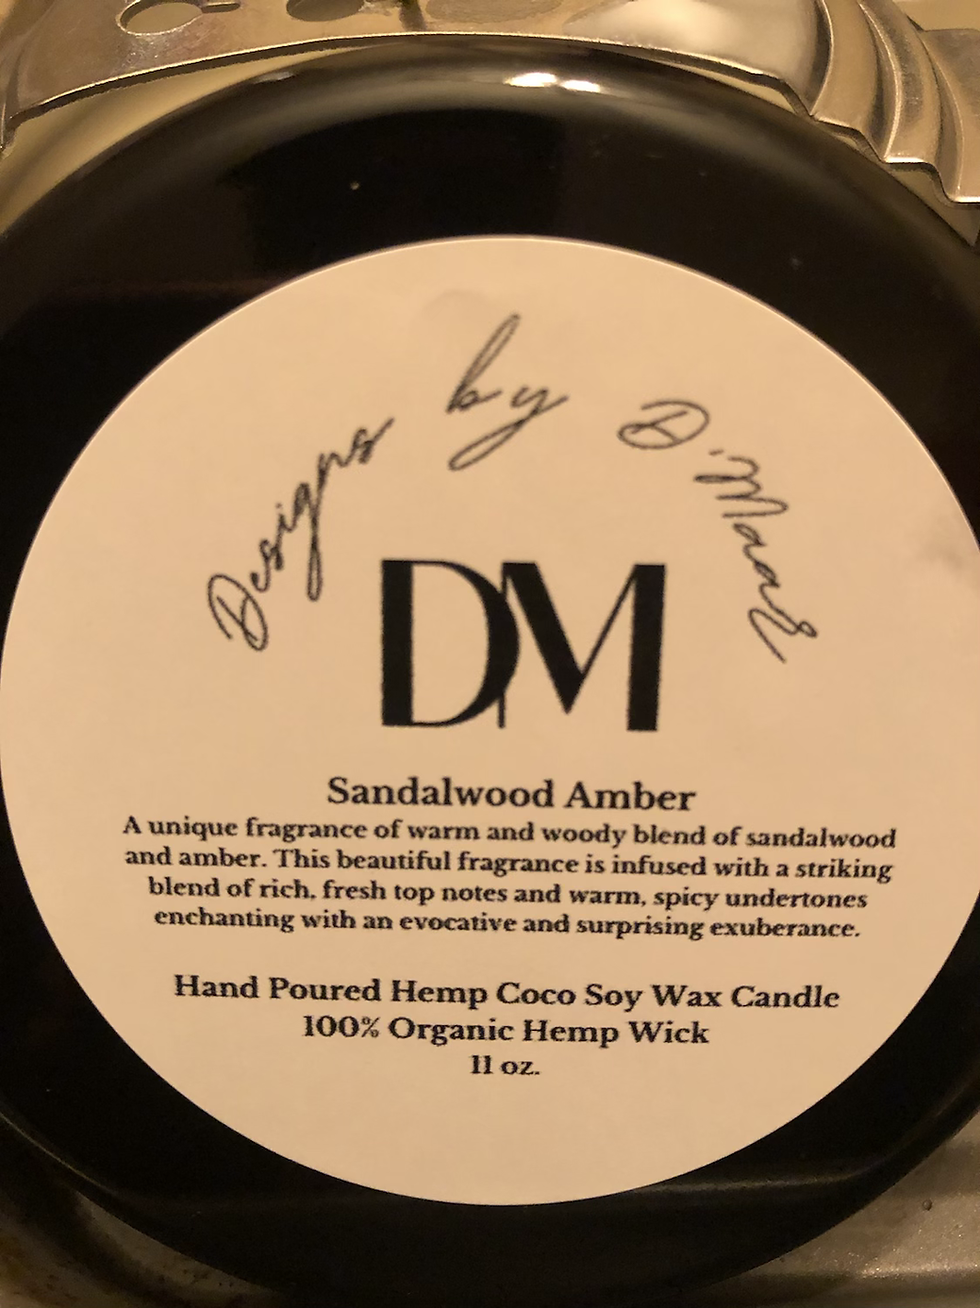 Designs by D'Mar
DM
Sandalwood Amber
A unique fragrance of warm and woody blend of sandalwood
and amber. This beautiful fragrance is infused with a striking
blend of rich, fresh top notes and warm, spicy undertones
enchanting with an evocative and surprising exuberance.
Hand Poured Hemp Coco Soy Wax Candle
100% Organic Hemp Wick
11 oz.